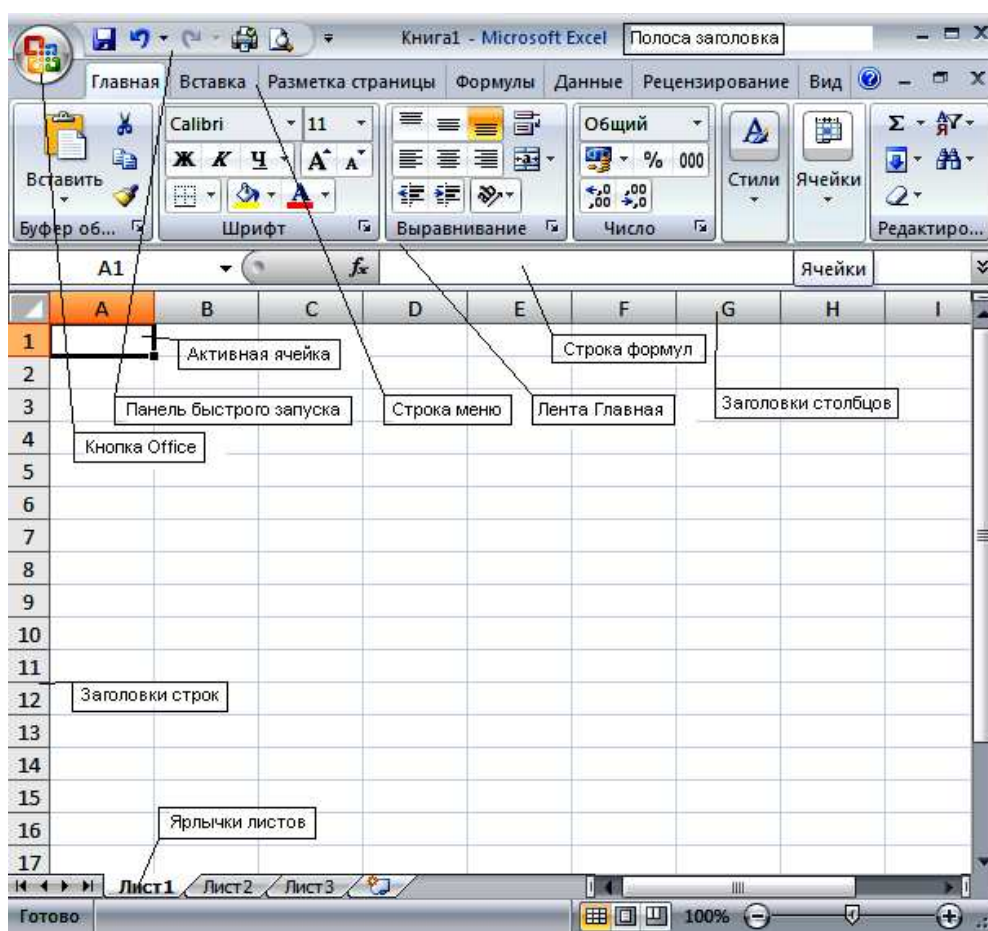 Книга1 - Microsoft Excel Полоса заголовка
Главная Вставка Разметка страницы Формулы Данные Рецензирование Вид
Calibri 11 Общий
Ж К Ч A A % 000
Вставить Стили Ячейки
Буфер об... Шрифт Выравнивание Число Редактиро...
A1 fx Ячейки
A B C D E F G H I
1
Активная ячейка Строка формул
2
3 Панель быстрого запуска Строка меню Лента Главная Заголовки столбцов
4 Кнопка Office
5
6
7
8
9
10
11
12 Заголовки строк
13
14
15
16 Ярлычки листов
17
Лист1 Лист2 Лист3
Готово 100%